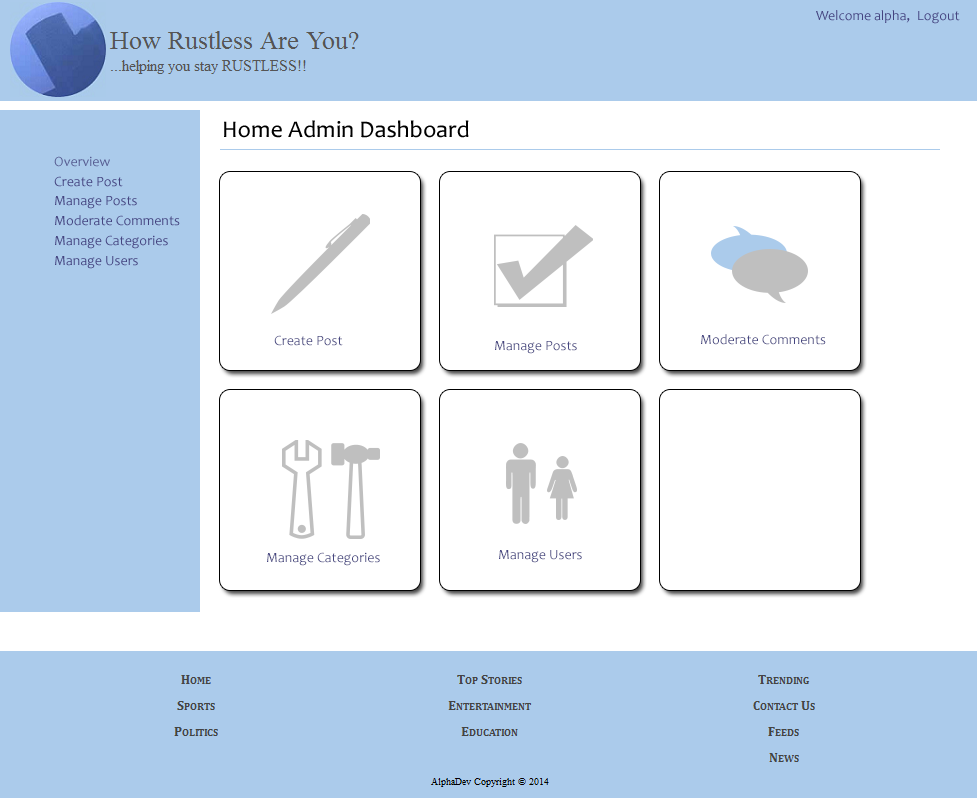 Welcome alpha, Logout
How Rustless Are You?
...helping you stay RUSTLESS!!
Home Admin Dashboard
Overview
Create Post
Manage Posts
Moderate Comments
Manage Categories
Manage Users
Create Post
Manage Posts
Moderate Comments
Manage Categories
Manage Users
Home
Top Stories
Trending
Sports
Entertainment
Contact Us
Politics
Education
Feeds
News
AlphaDev Copyright © 2014